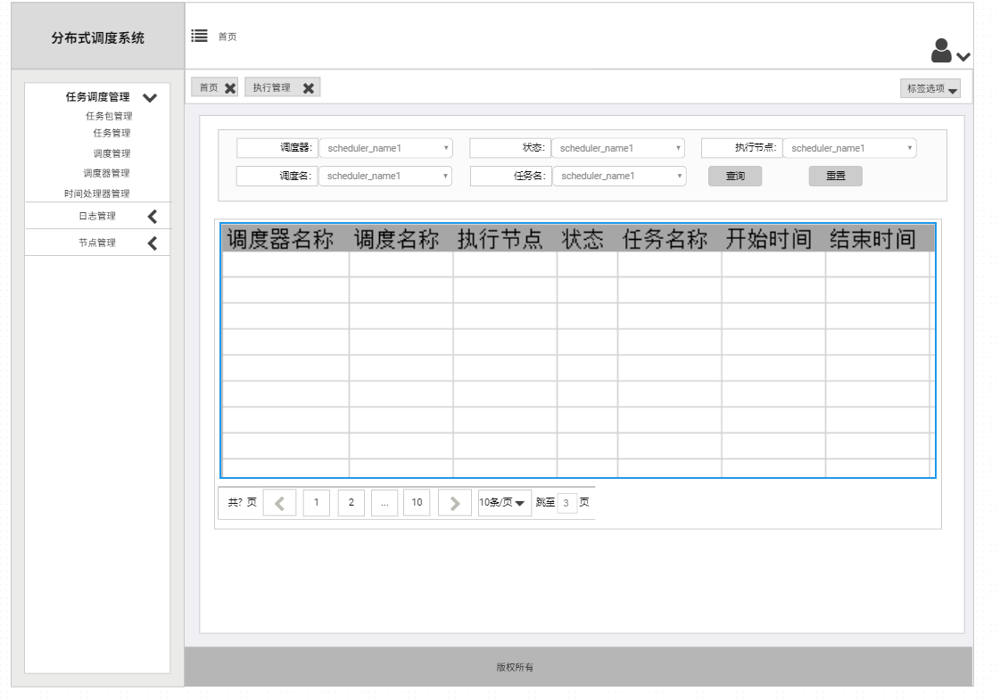 分布式调度系统
首页
首页 执行管理 标签选项
任务调度管理
任务包管理
任务管理
调度管理
调度器管理
时间处理器管理
日志管理
节点管理
调度器: scheduler_name1 状态: scheduler_name1 执行节点: scheduler_name1
调度名: scheduler_name1 任务名: scheduler_name1 查询 重置
调度器名称 调度名称 执行节点 状态 任务名称 开始时间 结束时间
共? 页 1 2 ... 10 10条/页 跳至 3 页
版权所有